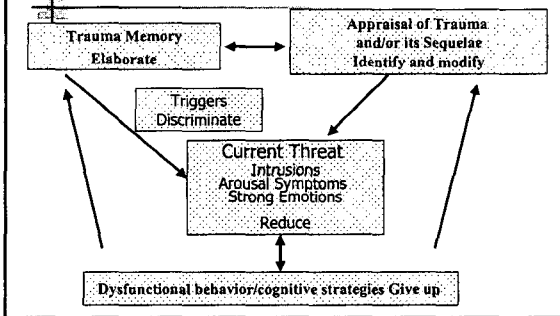 Trauma Memory
Elaborate
Appraisal of Trauma
and/or its Sequelae
Identify and modify
Triggers
Discriminate
Current Threat
Intrusions
Arousal Symptoms
Strong Emotions
Reduce
Dysfunctional behavior/cognitive strategies Give up